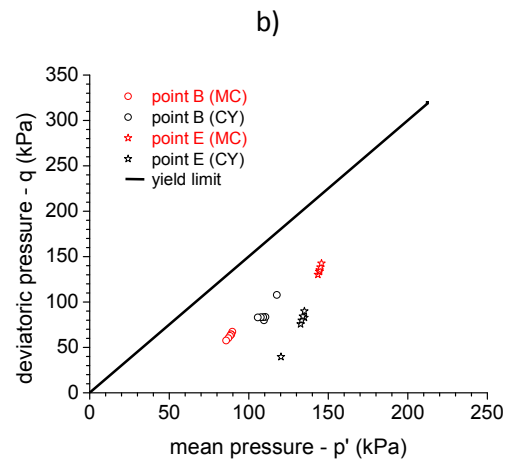 b)
350
300
250
200
150
100
50
0
point B (MC)
point B (CY)
point E (MC)
point E (CY)
yield limit
deviatoric pressure - q (kPa)
0 50 100 150 200 250
mean pressure - p' (kPa)